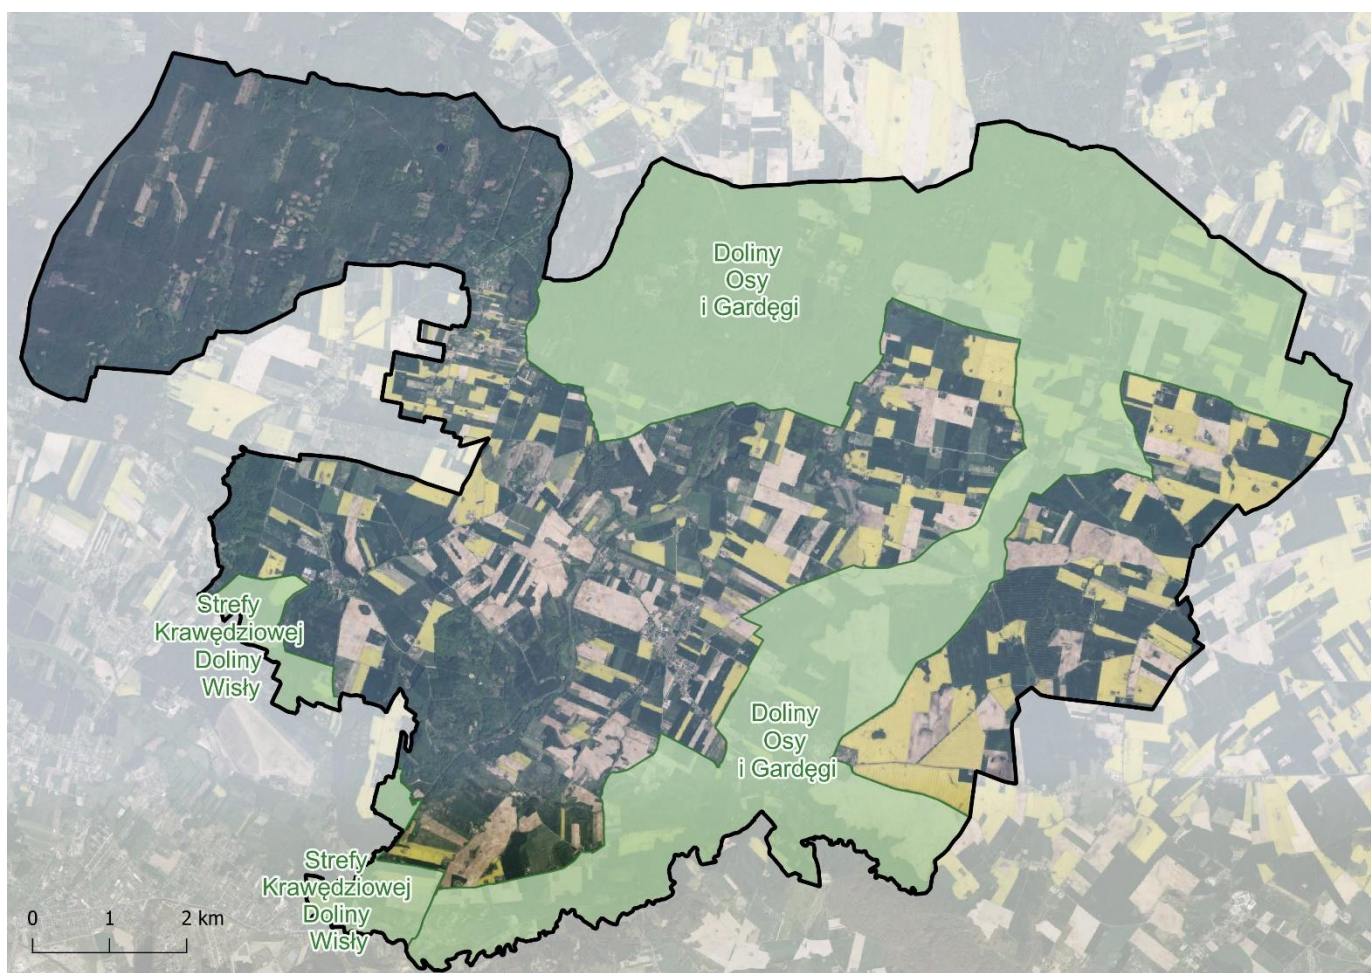 Doliny
Osy
i Gardęgi
Strefy
Krawędziowej
Doliny
Wisły
Doliny
Osy
i Gardęgi
Strefy
Krawędziowej
Doliny
Wisły
0 1 2 km